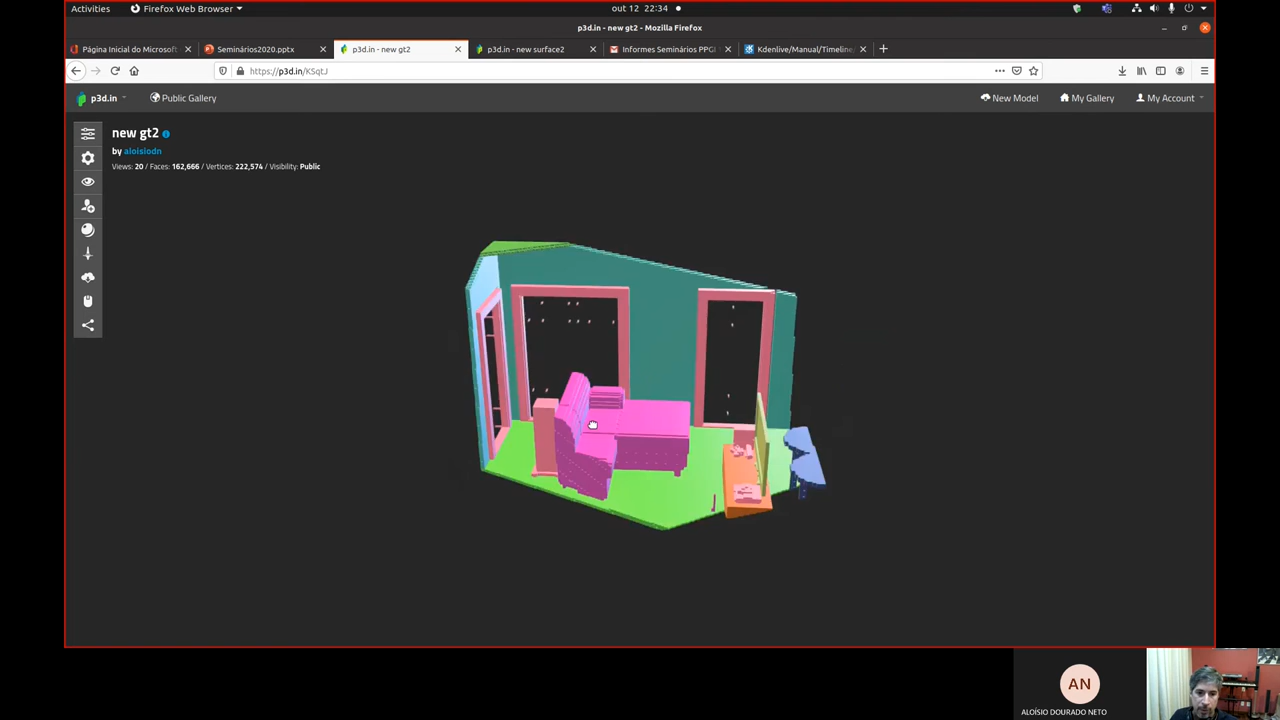 Activities Firefox Web Browser out 12 22:34
p3d.in - new gt2 - Mozilla Firefox
Página Inicial do Microsoft Seminários2020.pptx p3d.in - new gt2 p3d.in - new surface2 Informes Seminários PPGI Kdenlive/Manual/Timeline/
https://p3d.in/KSqtJ
p3d.in Public Gallery New Model My Gallery My Account
new gt2
by aloisiodn
Views: 20 / Faces: 162,666 / Vertices: 222,574 / Visibility: Public
AN
ALOÍSIO DOURADO NETO